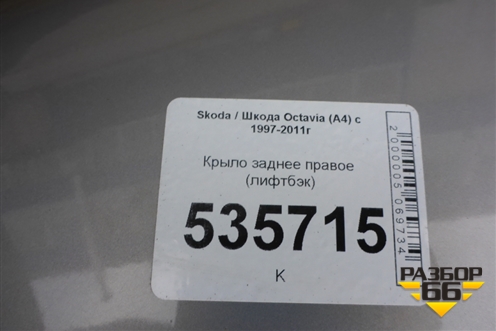 Skoda / Шкода Octavia (A4) с
1997-2011г
Крыло заднее правое
(лифтбэк)
535715
К
2000005069734
РАЗБОР
66